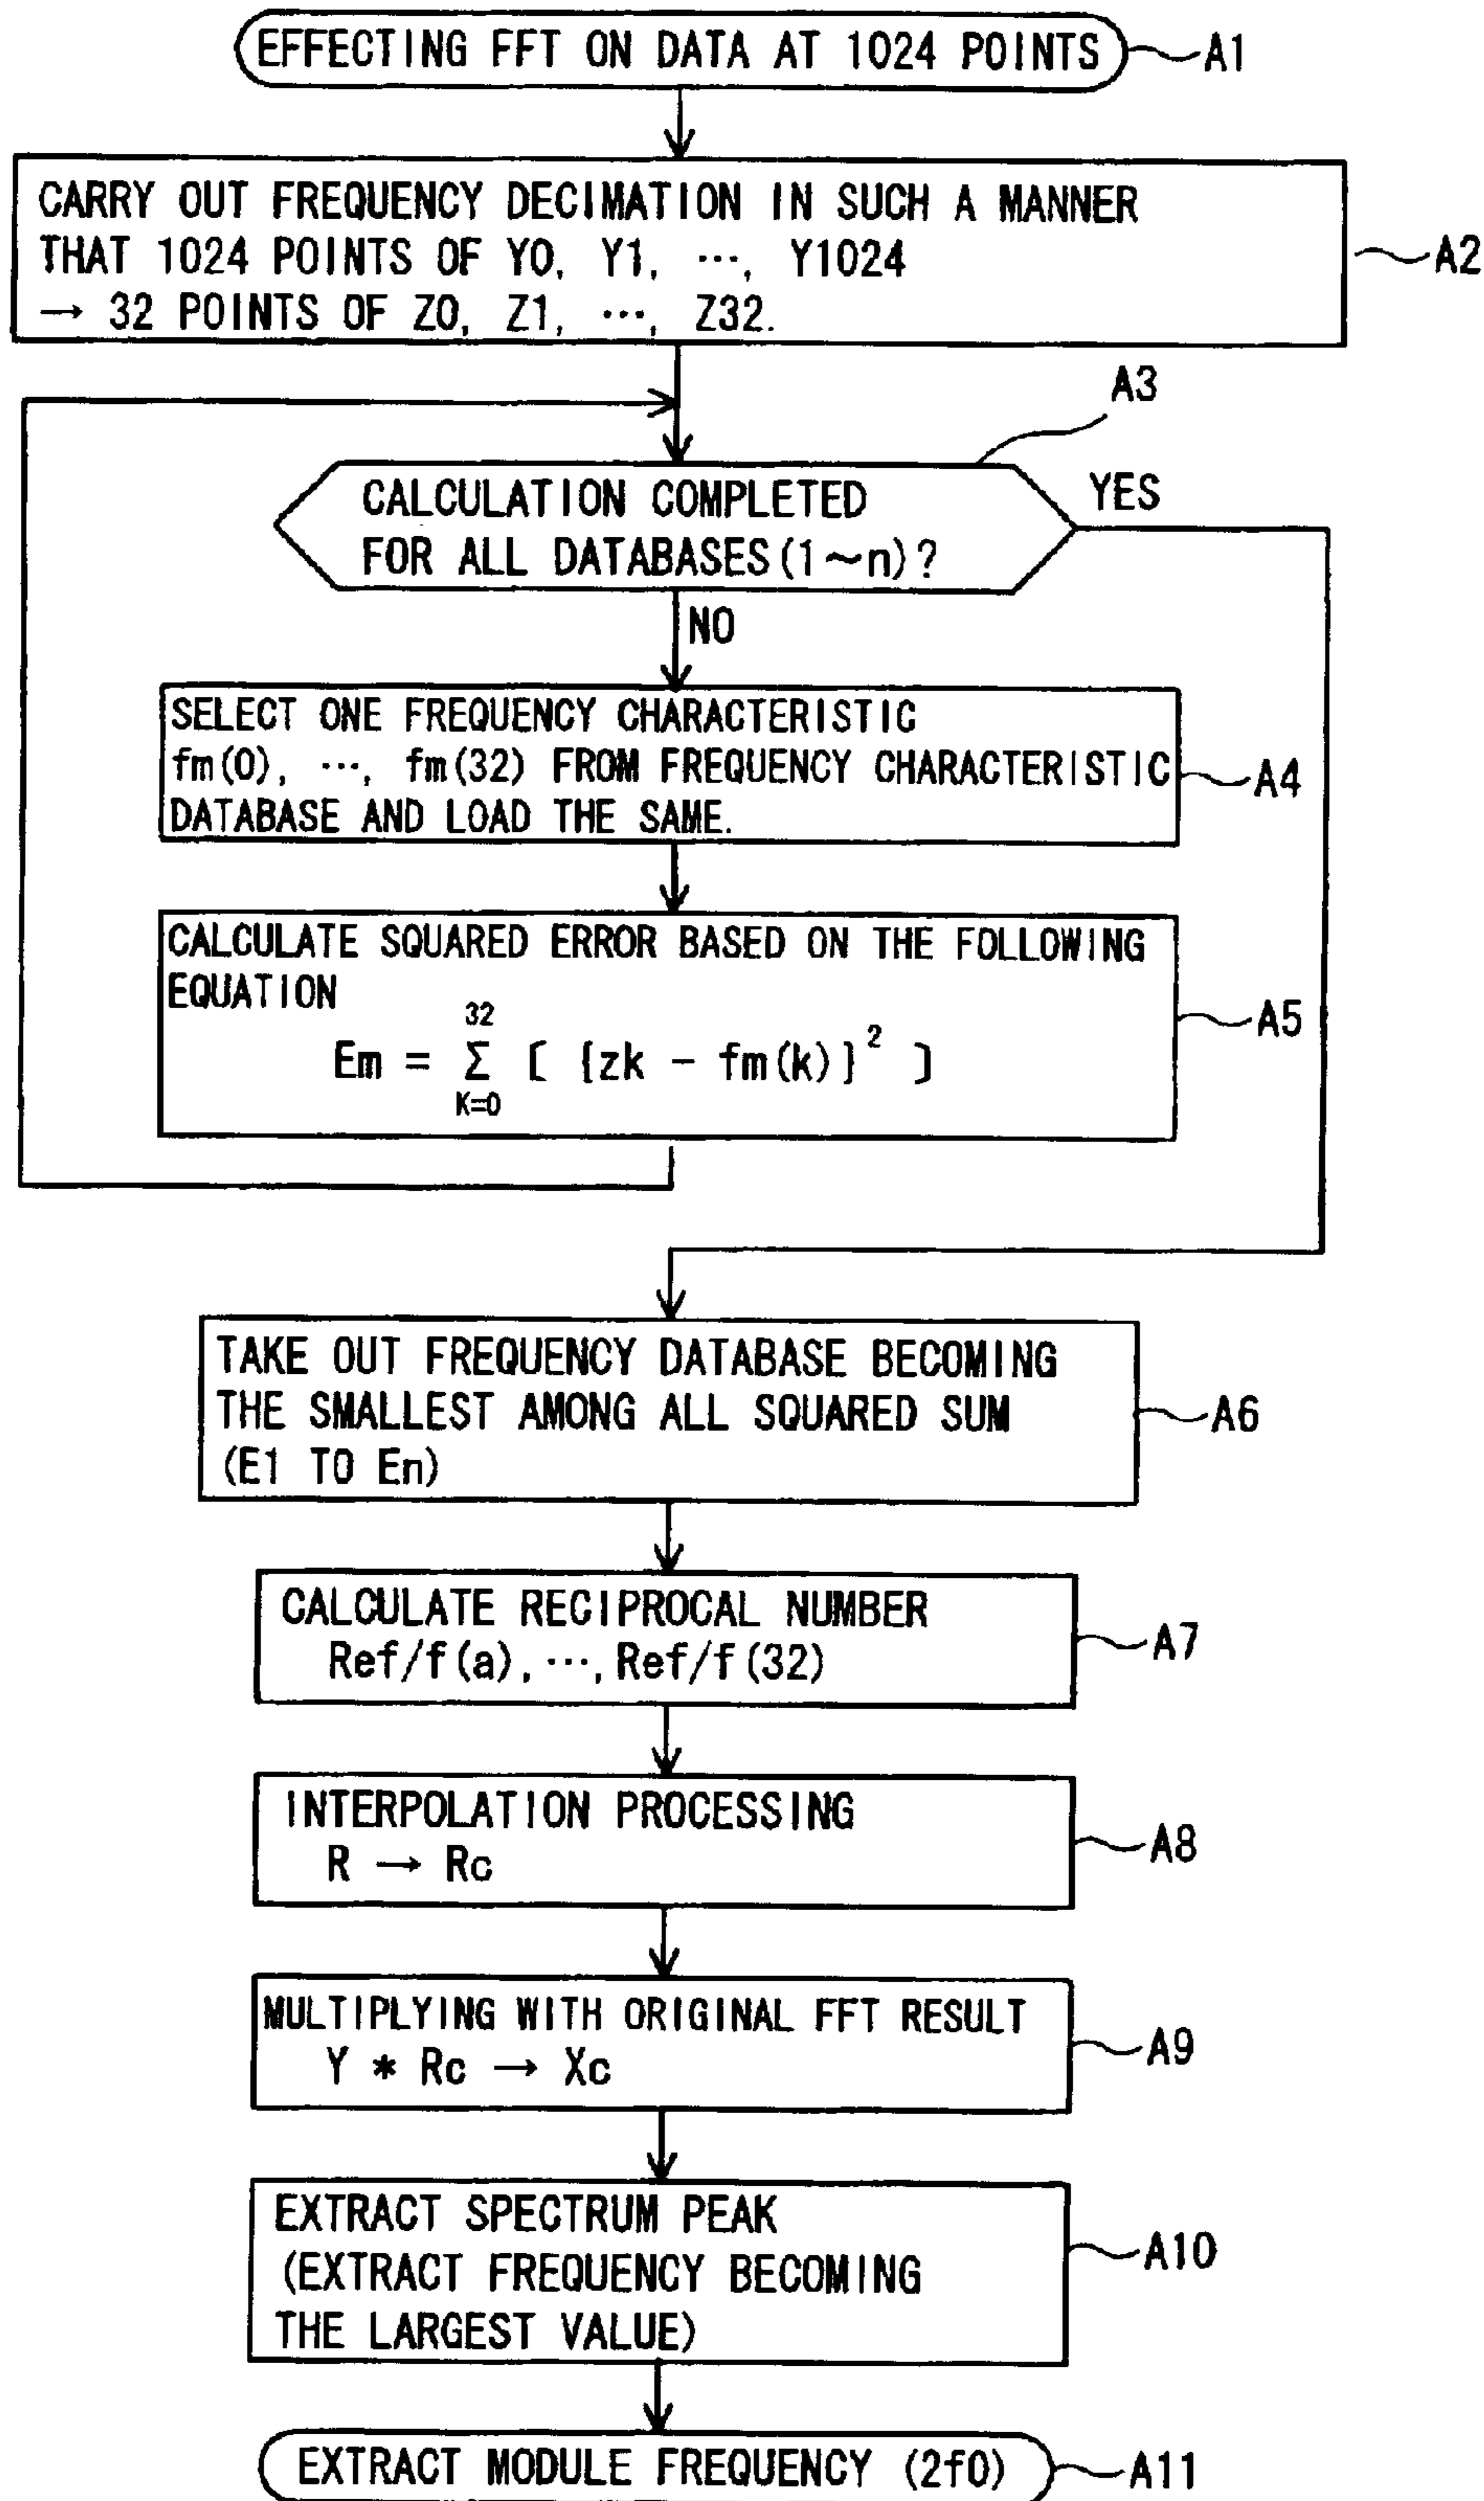 EFFECTING FFT ON DATA AT 1024 POINTS
A1
CARRY OUT FREQUENCY DECIMATION IN SUCH A MANNER
THAT 1024 POINTS OF Y0, Y1, ⋯, Y1024
→ 32 POINTS OF Z0, Z1, ⋯, Z32.
A2
A3
CALCULATION COMPLETED
FOR ALL DATABASES(1~n)?
YES
NO
SELECT ONE FREQUENCY CHARACTERISTIC
fm(0), ⋯, fm(32) FROM FREQUENCY CHARACTERISTIC
DATABASE AND LOAD THE SAME.
A4
CALCULATE SQUARED ERROR BASED ON THE FOLLOWING
EQUATION
32
Em = Σ [ {zk - fm(k)}² ]
K=0
A5
TAKE OUT FREQUENCY DATABASE BECOMING
THE SMALLEST AMONG ALL SQUARED SUM
(E1 TO En)
A6
CALCULATE RECIPROCAL NUMBER
Ref/f(a), ⋯, Ref/f(32)
A7
INTERPOLATION PROCESSING
R → Rc
A8
MULTIPLYING WITH ORIGINAL FFT RESULT
Y * Rc → Xc
A9
EXTRACT SPECTRUM PEAK
(EXTRACT FREQUENCY BECOMING
THE LARGEST VALUE)
A10
EXTRACT MODULE FREQUENCY (2f0)
A11